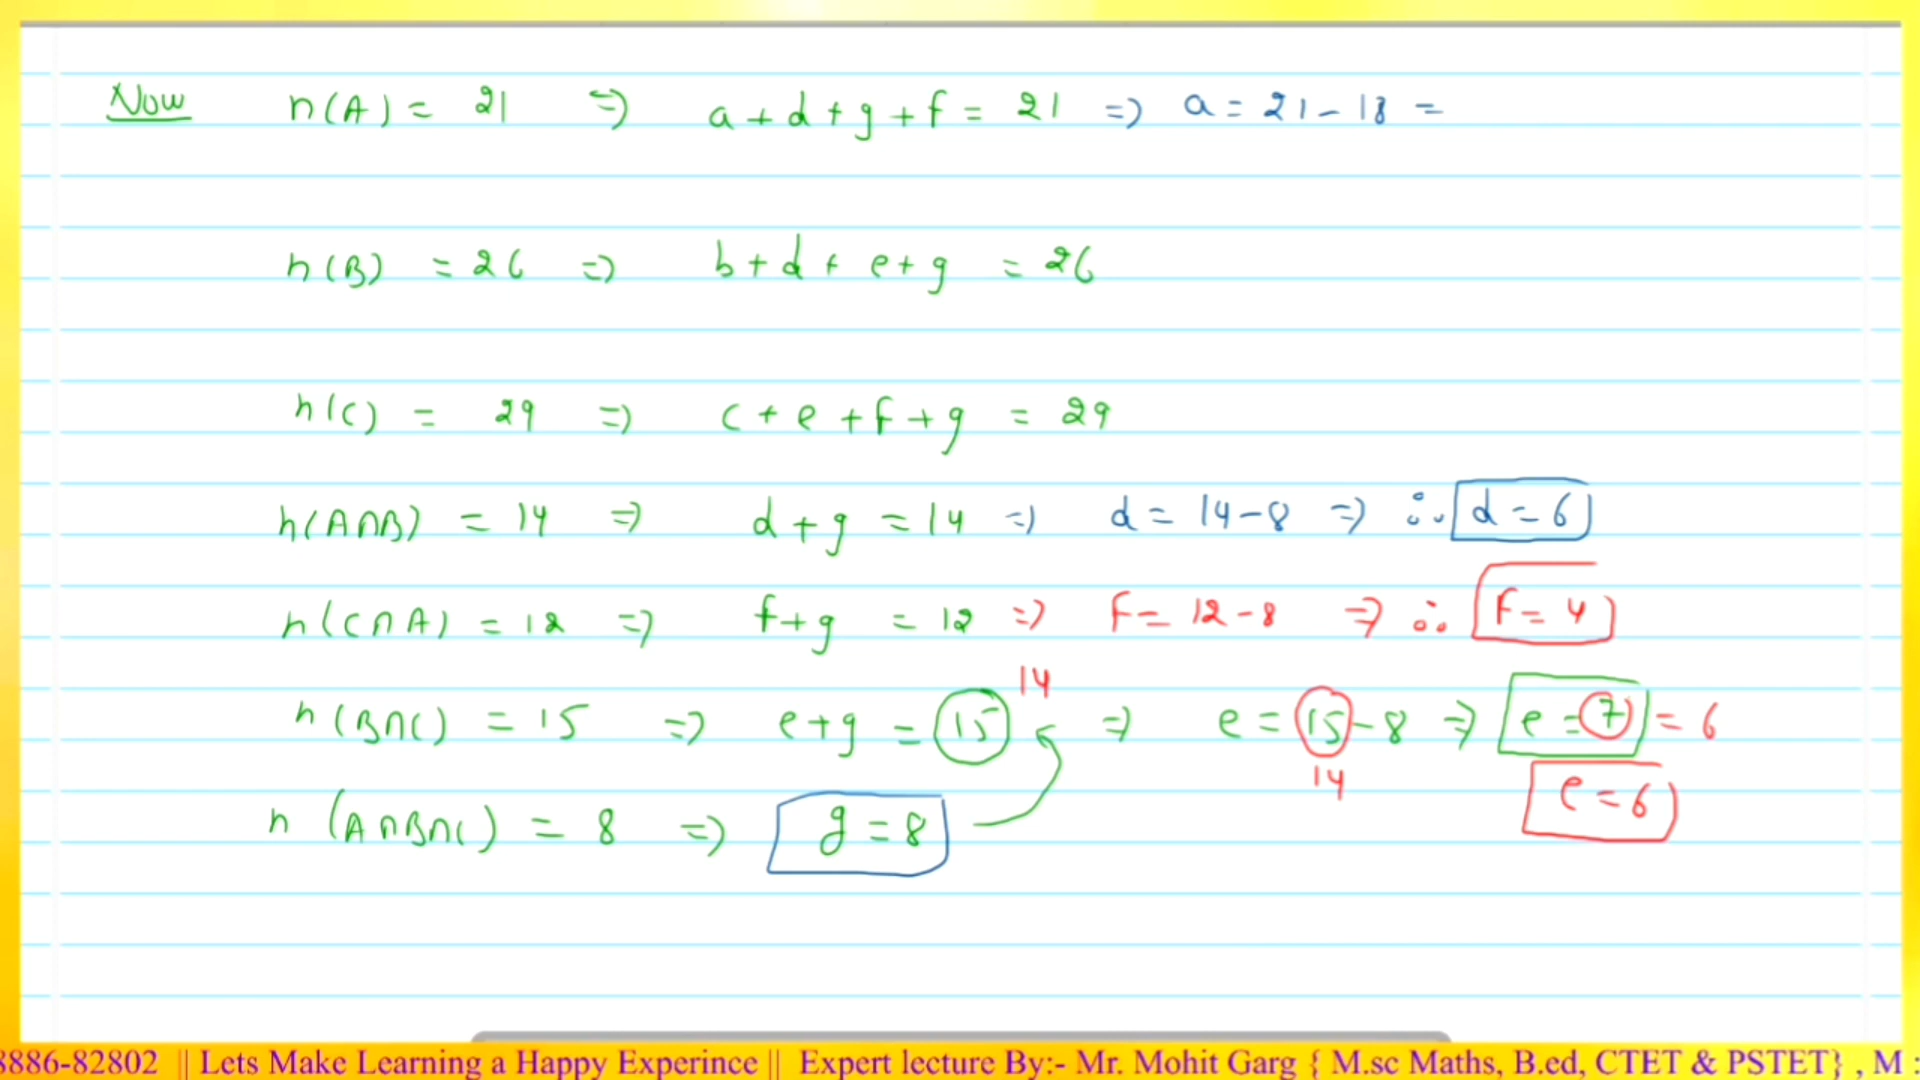 Now n(A) = 21 => a + d + g + f = 21 => a = 21 - 18 =
n(B) = 26 => b + d + e + g = 26
n(C) = 29 => c + e + f + g = 29
n(A∩B) = 14 => d + g = 14 => d = 14 - 8 => ∴ d = 6
n(C∩A) = 12 => f + g = 12 => F = 12 - 8 => ∴ F = 4
14
n(B∩C) = 15 => e + g = 15 => e = 15 - 8 => e = 7 = 6
14 e = 6
n(A∩B∩C) = 8 => g = 8
8886-82802 || Lets Make Learning a Happy Experince || Expert lecture By:- Mr. Mohit Garg { M.sc Maths, B.ed, CTET & PSTET} , M :